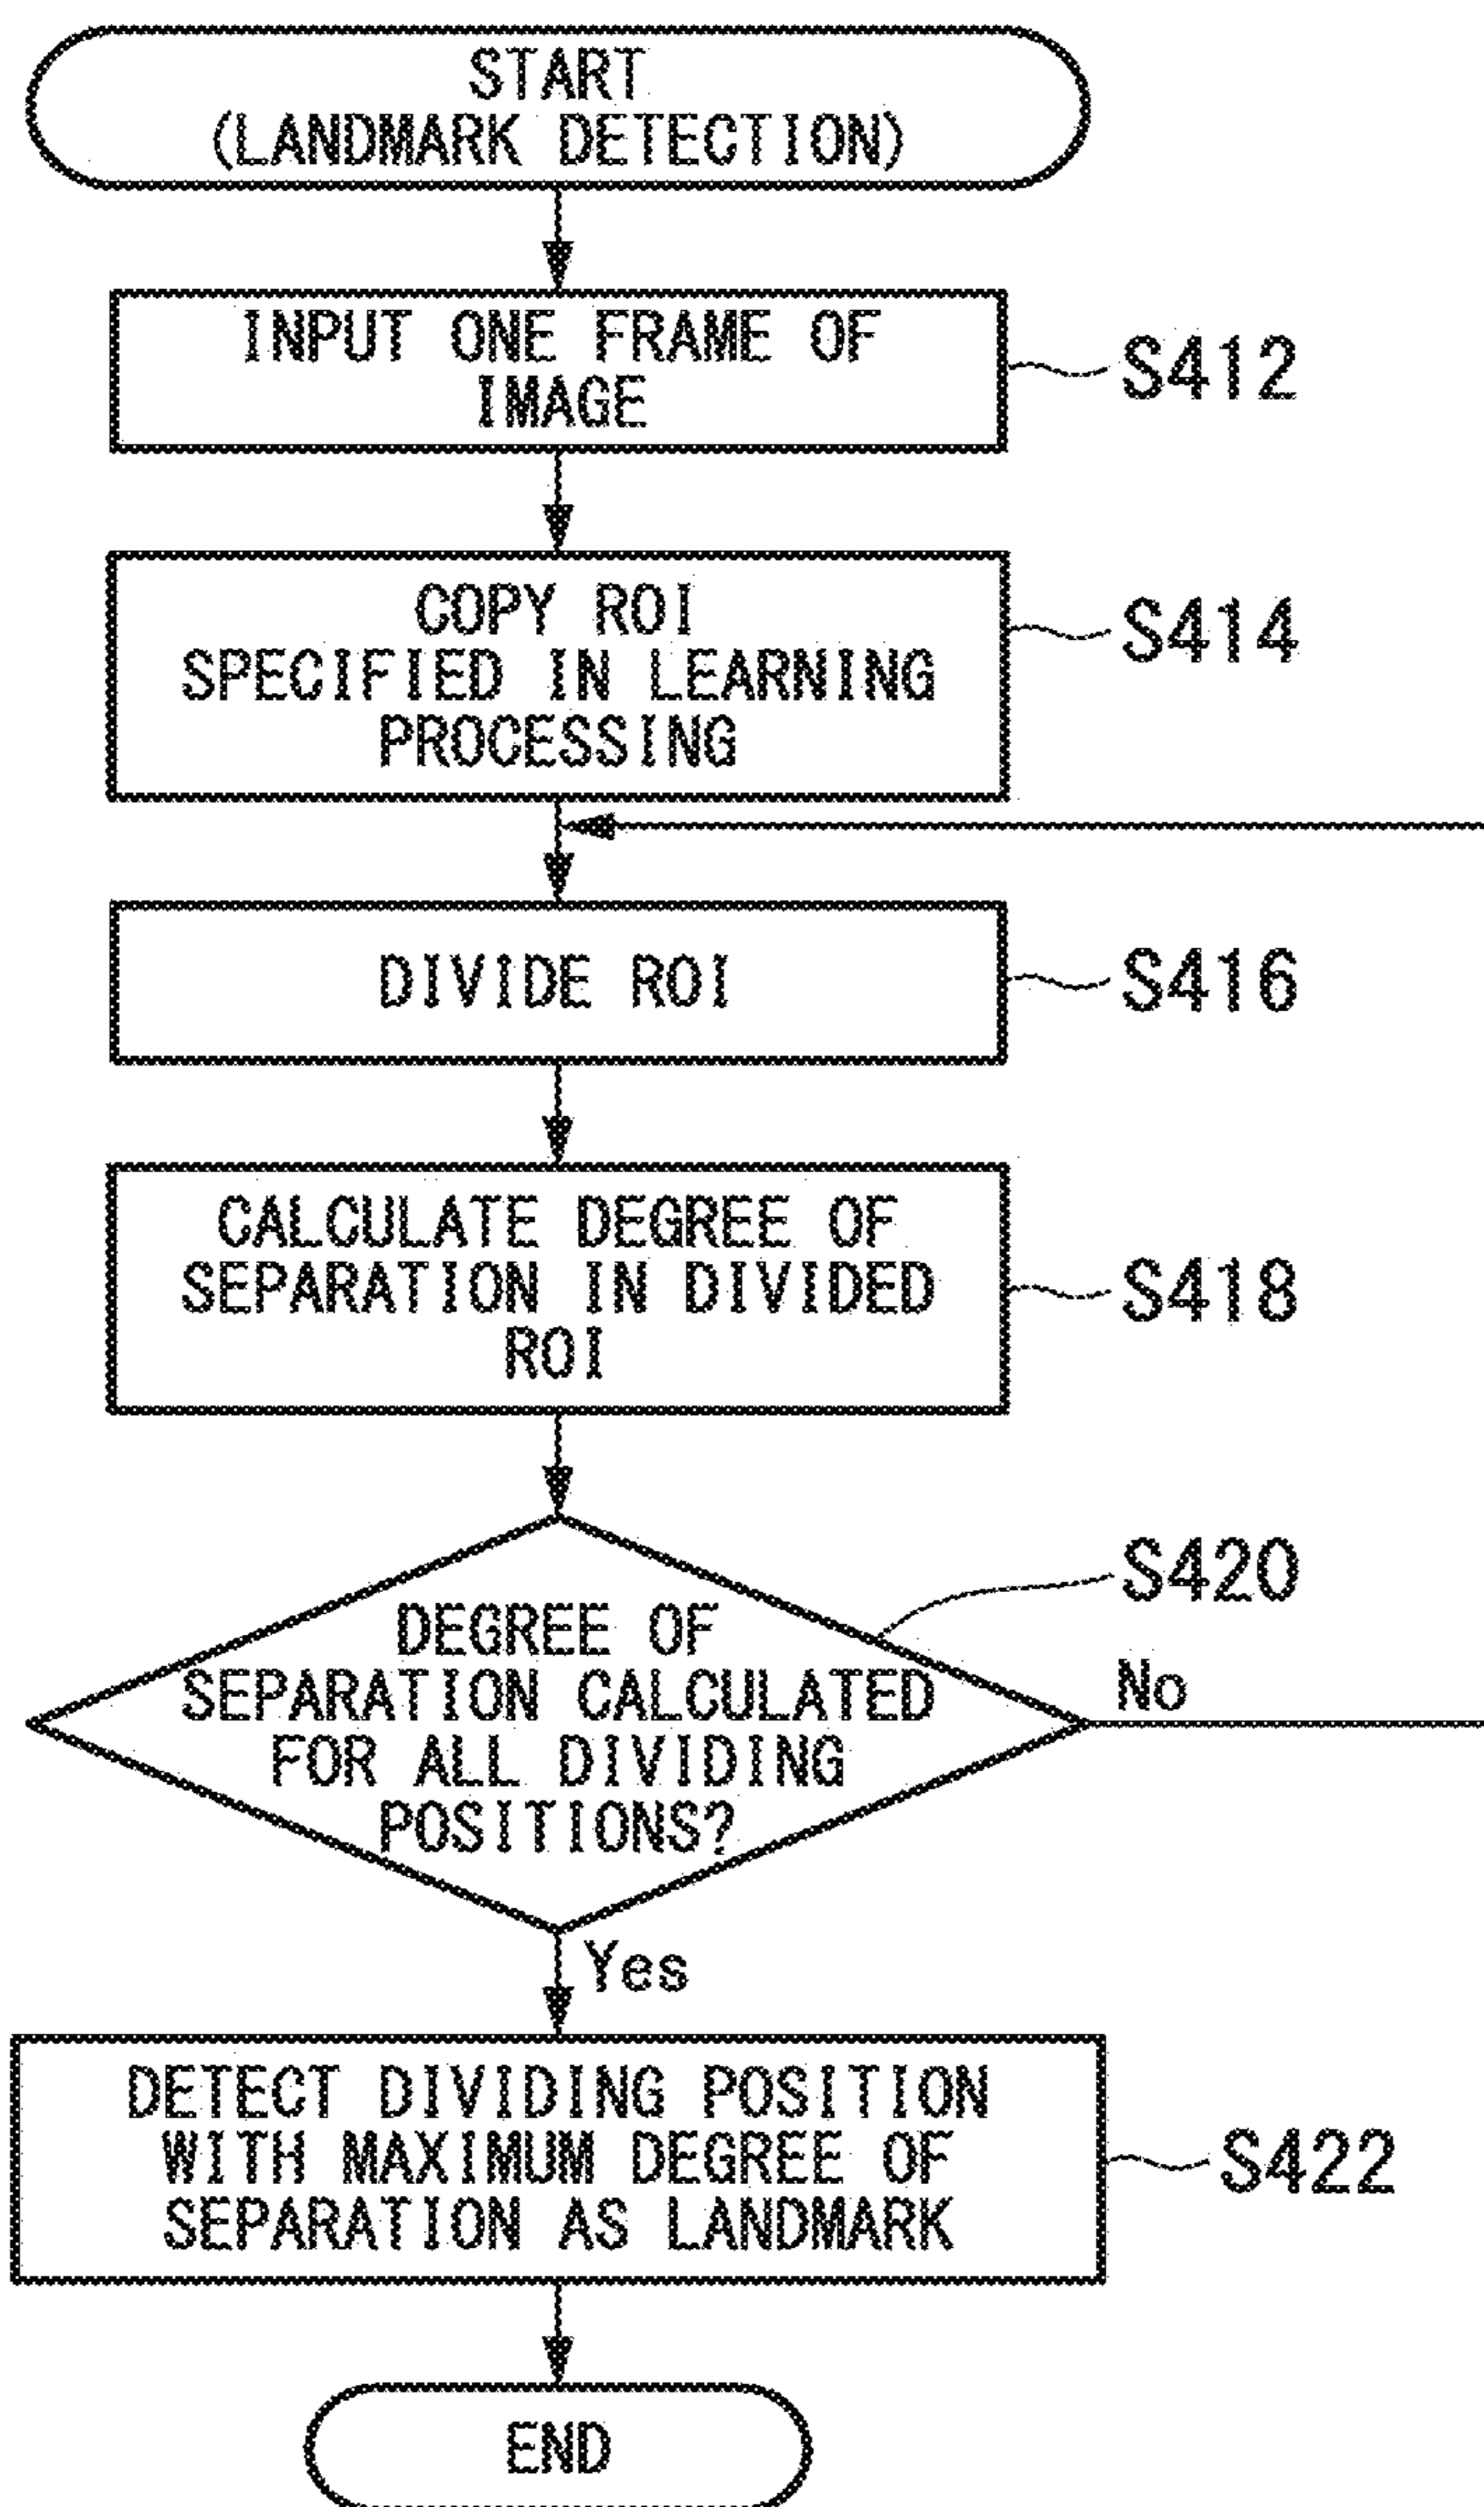 START
(LANDMARK DETECTION)
INPUT ONE FRAME OF
IMAGE
S412
COPY ROI
SPECIFIED IN LEARNING
PROCESSING
S414
DIVIDE ROI
S416
CALCULATE DEGREE OF
SEPARATION IN DIVIDED
ROI
S418
DEGREE OF
SEPARATION CALCULATED
FOR ALL DIVIDING
POSITIONS?
S420
No
Yes
DETECT DIVIDING POSITION
WITH MAXIMUM DEGREE OF
SEPARATION AS LANDMARK
S422
END